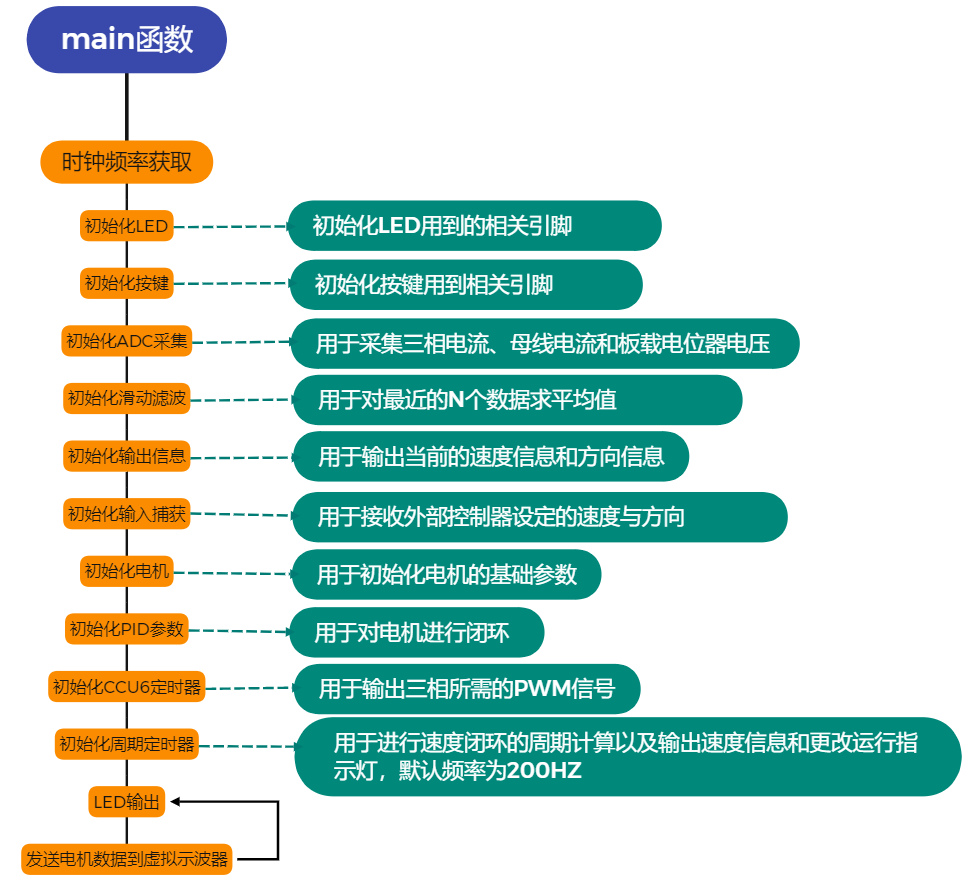 main函数
时钟频率获取
初始化LED
初始化LED用到的相关引脚
初始化按键
初始化按键用到相关引脚
初始化ADC采集
用于采集三相电流、母线电流和板载电位器电压
初始化滑动滤波
用于对最近的N个数据求平均值
初始化输出信息
用于输出当前的速度信息和方向信息
初始化输入捕获
用于接收外部控制器设定的速度与方向
初始化电机
用于初始化电机的基础参数
初始化PID参数
用于对电机进行闭环
初始化CCU6定时器
用于输出三相所需的PWM信号
初始化周期定时器
用于进行速度闭环的周期计算以及输出速度信息和更改运行指
示灯，默认频率为200HZ
LED输出
发送电机数据到虚拟示波器